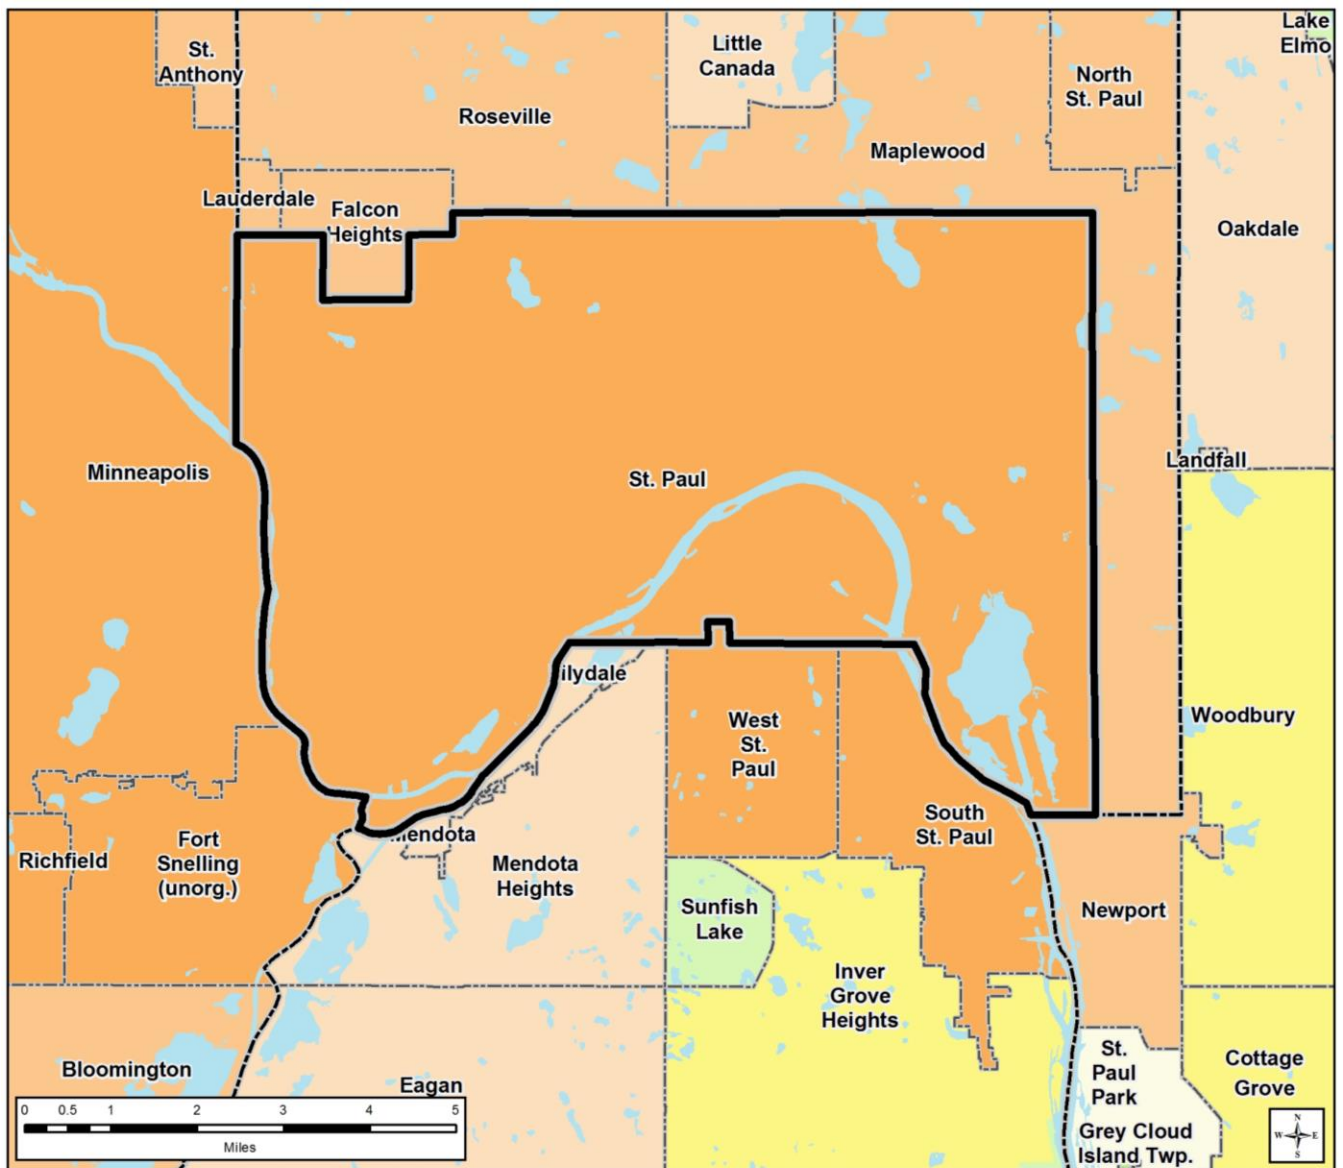 St.
Anthony
Little
Canada
Lake
Elmo
North
St. Paul
Roseville
Maplewood
Lauderdale
Falcon
Heights
Oakdale
Minneapolis
St. Paul
Landfall
ilydale
West
St.
Paul
Woodbury
South
St. Paul
Mendota
Richfield
Fort
Snelling
(unorg.)
Mendota
Heights
Sunfish
Lake
Newport
Inver
Grove
Heights
Bloomington
Eagan
St.
Paul
Park
Cottage
Grove
Grey Cloud
Island Twp.
0 0.5 1 2 3 4 5
Miles
N
W E
S